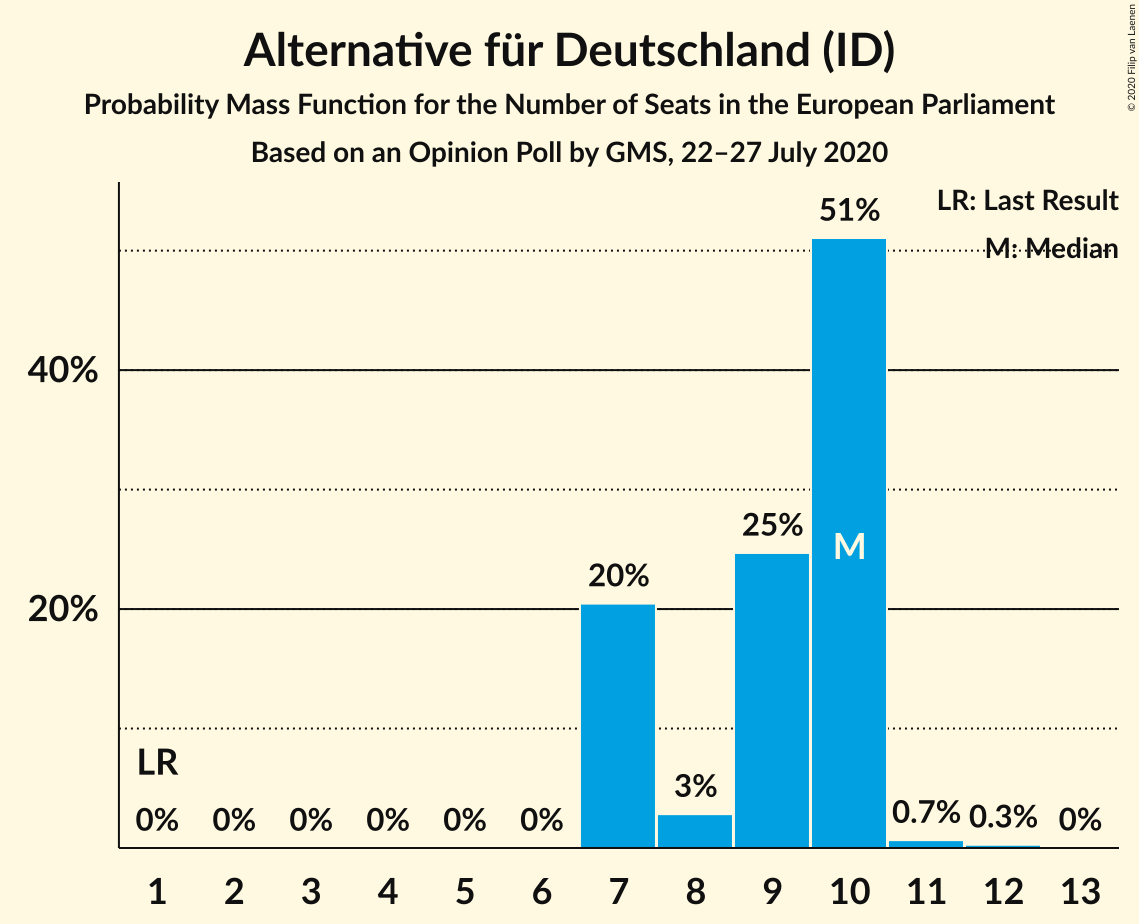 Alternative für Deutschland (ID)
Probability Mass Function for the Number of Seats in the European Parliament
Based on an Opinion Poll by GMS, 22–27 July 2020
© 2020 Filip van Laenen
LR: Last Result
M: Median
51%
40%
25%
M
20%
20%
LR
3%
0% 0% 0% 0% 0% 0% 0.7% 0.3% 0%
1 2 3 4 5 6 7 8 9 10 11 12 13